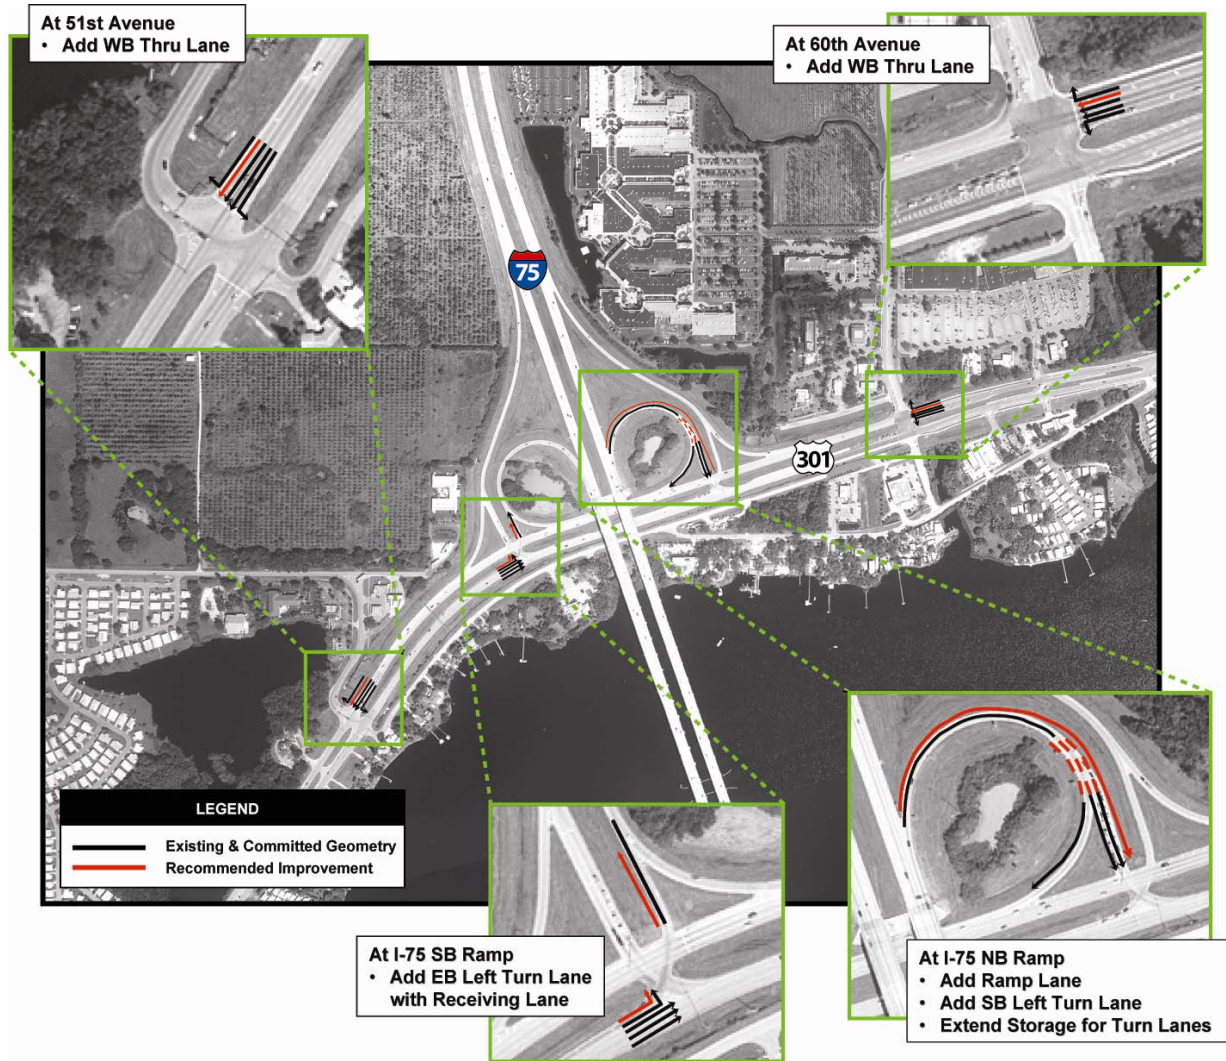 At 51st Avenue
• Add WB Thru Lane
At 60th Avenue
• Add WB Thru Lane
75
301
LEGEND
Existing & Committed Geometry
Recommended Improvement
At I-75 SB Ramp
• Add EB Left Turn Lane
with Receiving Lane
At I-75 NB Ramp
• Add Ramp Lane
• Add SB Left Turn Lane
• Extend Storage for Turn Lanes